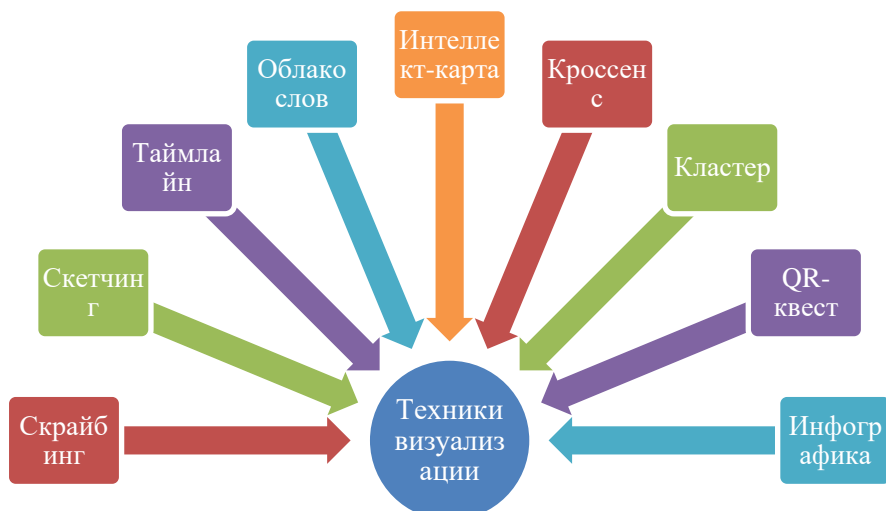 Интелле
кт-карта
Облако
слов
Кроссен
с
Таймла
йн
Кластер
Скетчин
г
QR-
квест
Скрайб
инг
Техники
визуализ
ации
Инфогр
афика